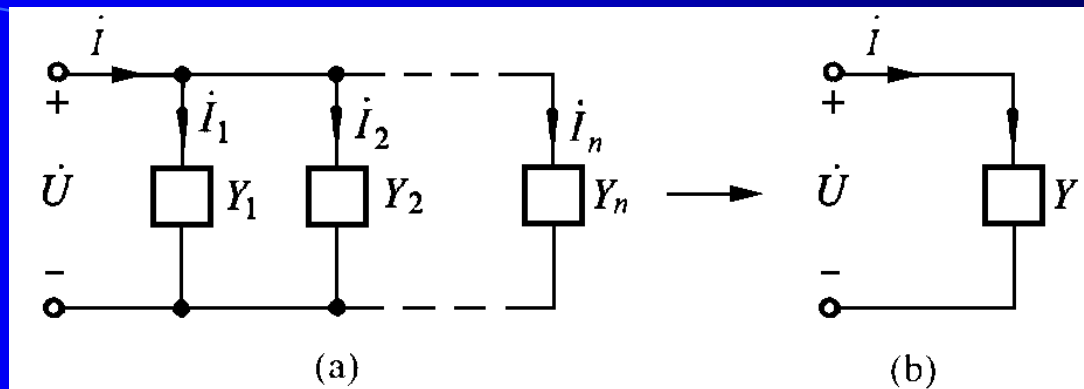 İ İ
+ İ₁ İ₂ İₙ +
U̇ Y₁ Y₂ Yₙ U̇ Y
− −
(a) (b)